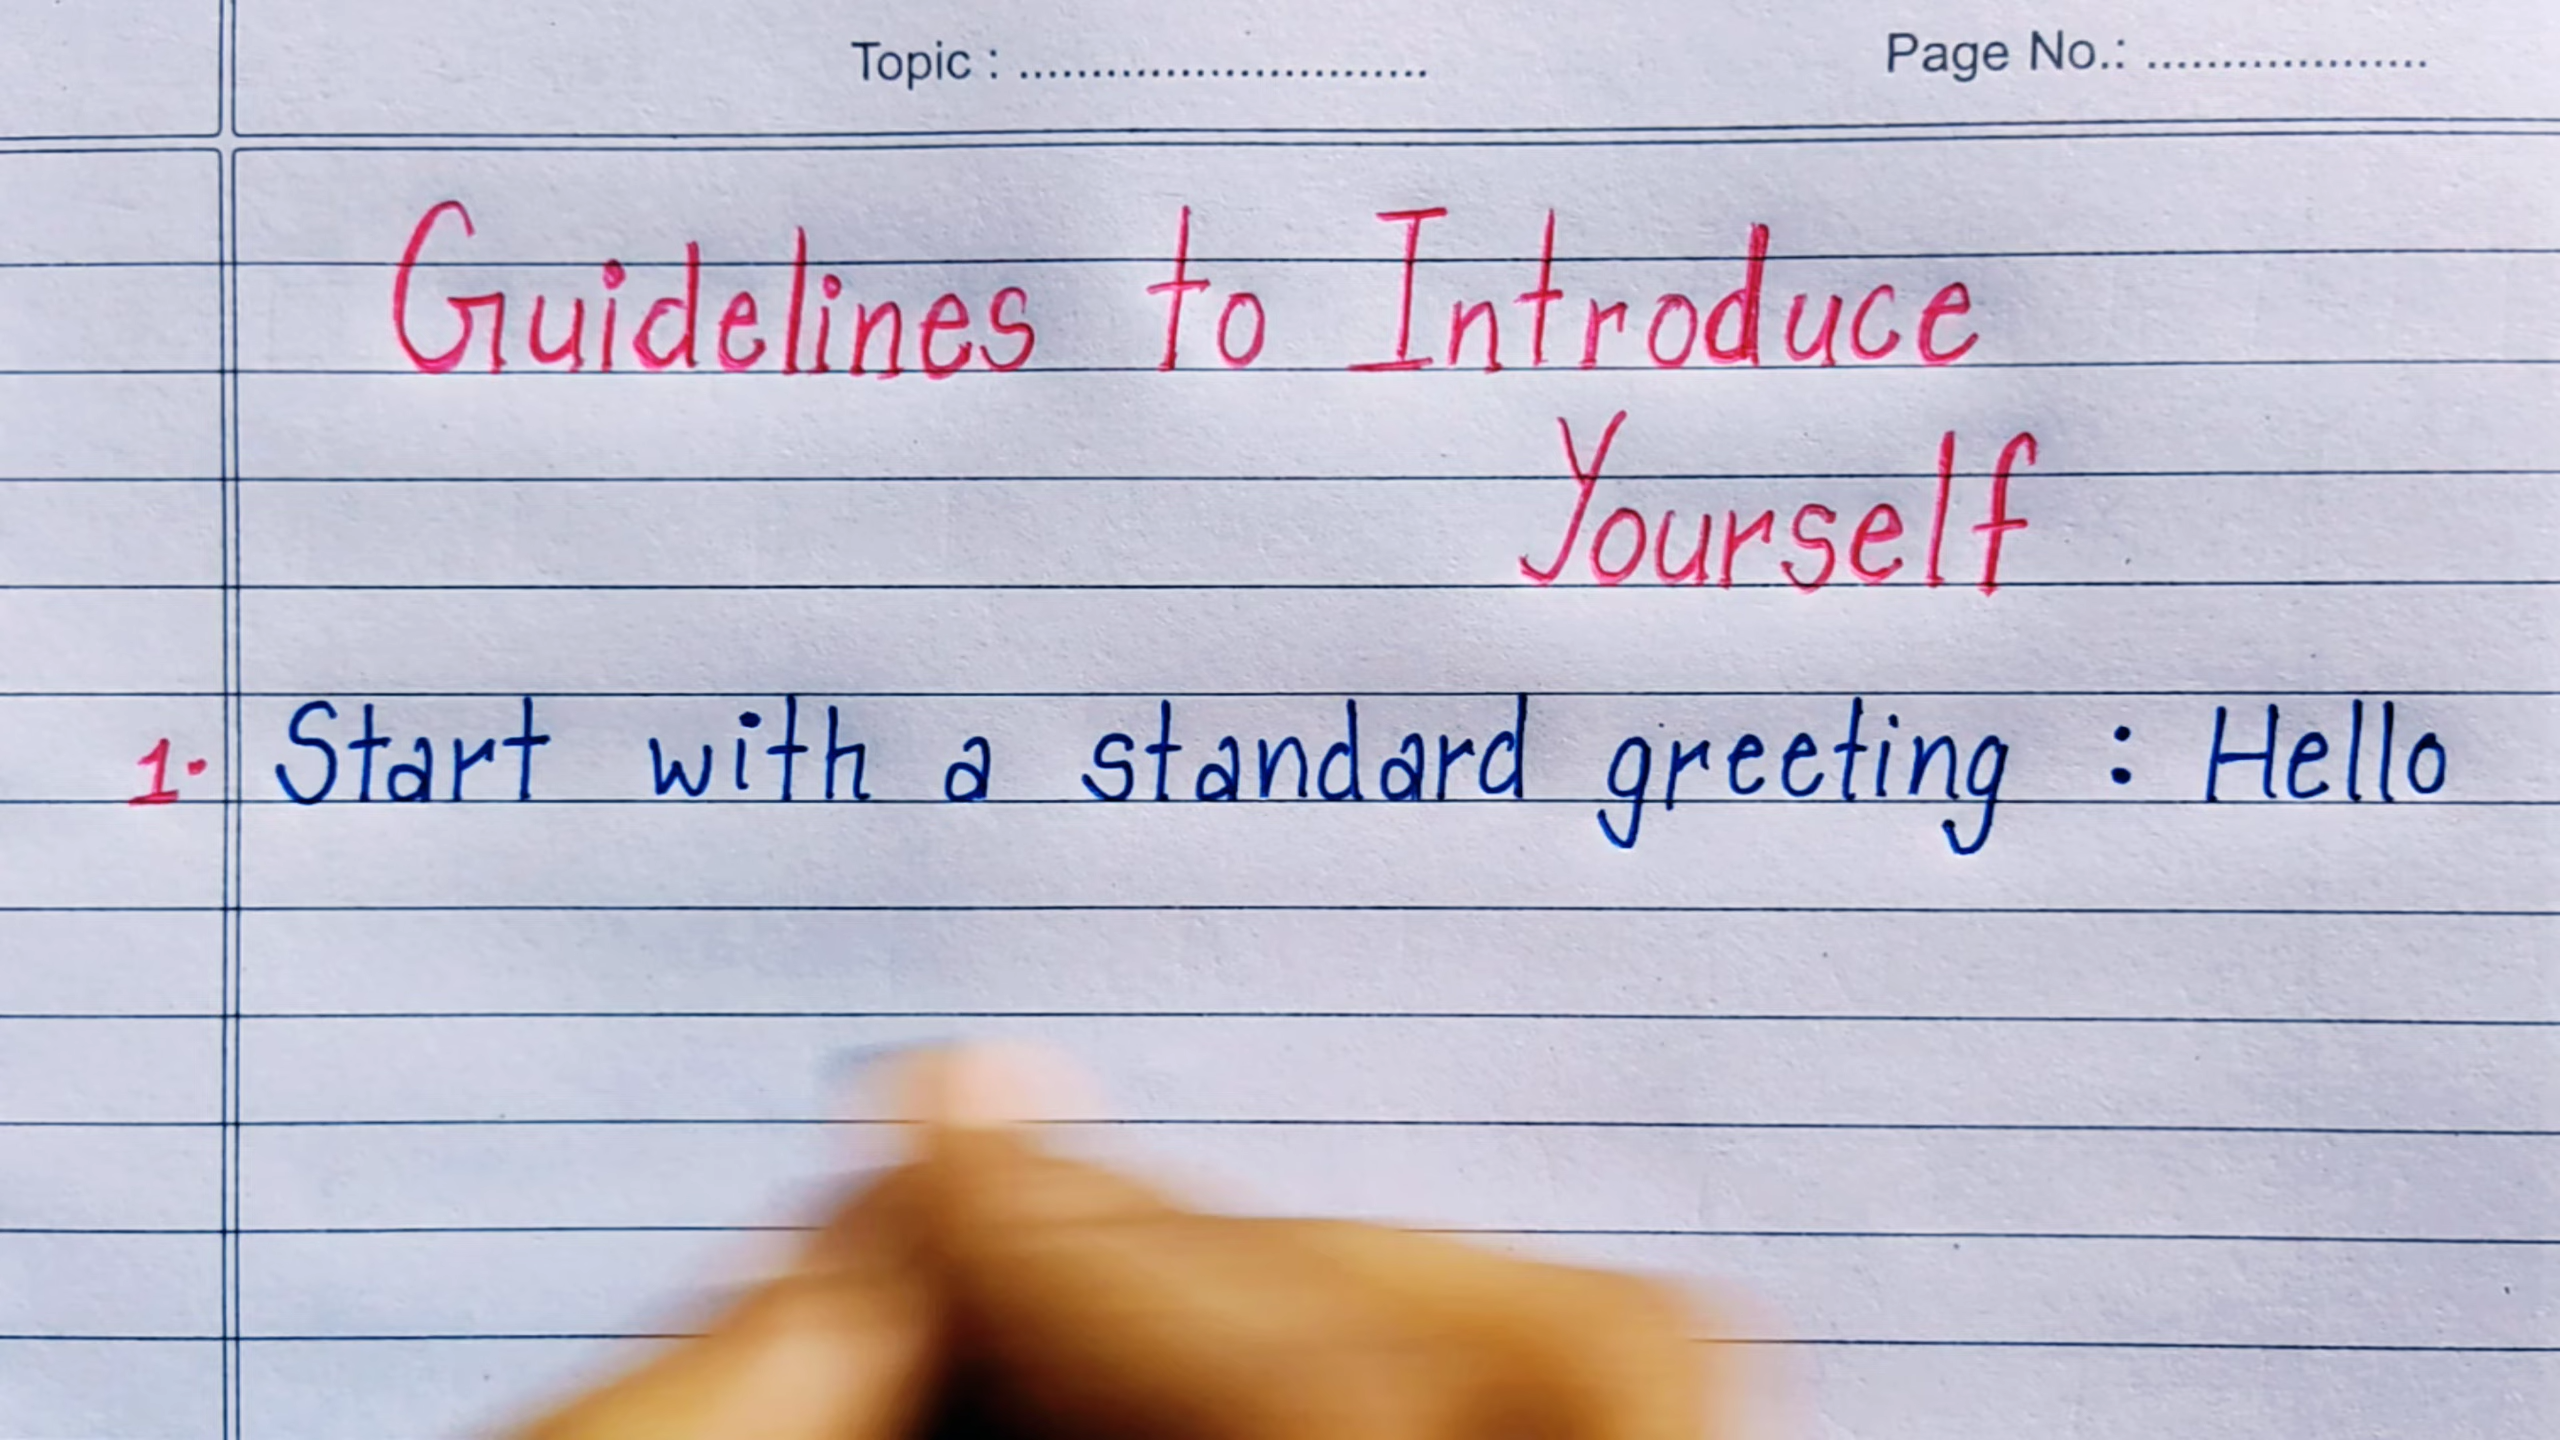 Topic : ............................ Page No.: ...................
Guidelines to Introduce
Yourself
1. Start with a standard greeting : Hello